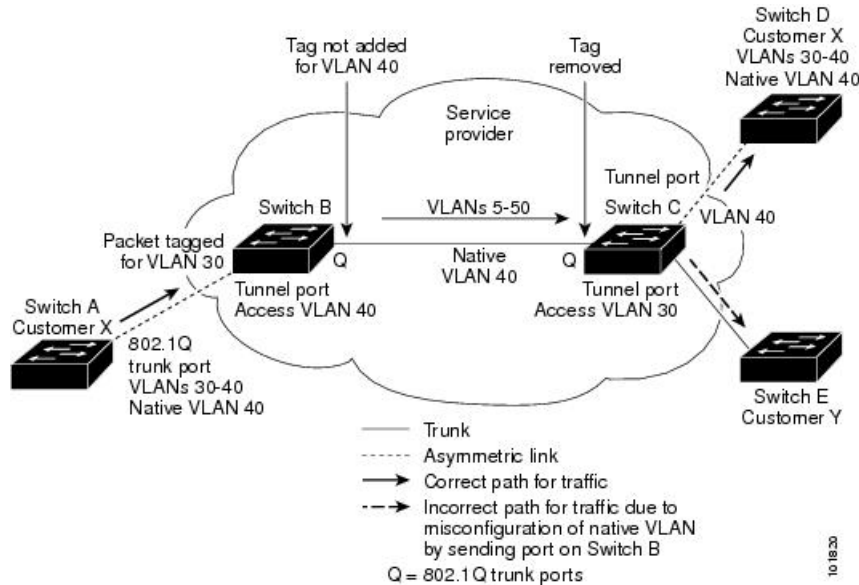 Tag not added
for VLAN 40
Tag
removed
Switch D
Customer X
VLANs 30-40
Native VLAN 40
Service
provider
Tunnel port
Switch B
VLANs 5-50
Switch C
VLAN 40
Packet tagged
for VLAN 30
Q
Native
VLAN 40
Q
Switch A
Customer X
Tunnel port
Access VLAN 40
Tunnel port
Access VLAN 30
802.1Q
trunk port
VLANs 30-40
Native VLAN 40
Switch E
Customer Y
Trunk
Asymmetric link
Correct path for traffic
Incorrect path for traffic due to
misconfiguration of native VLAN
by sending port on Switch B
Q = 802.1Q trunk ports
101820